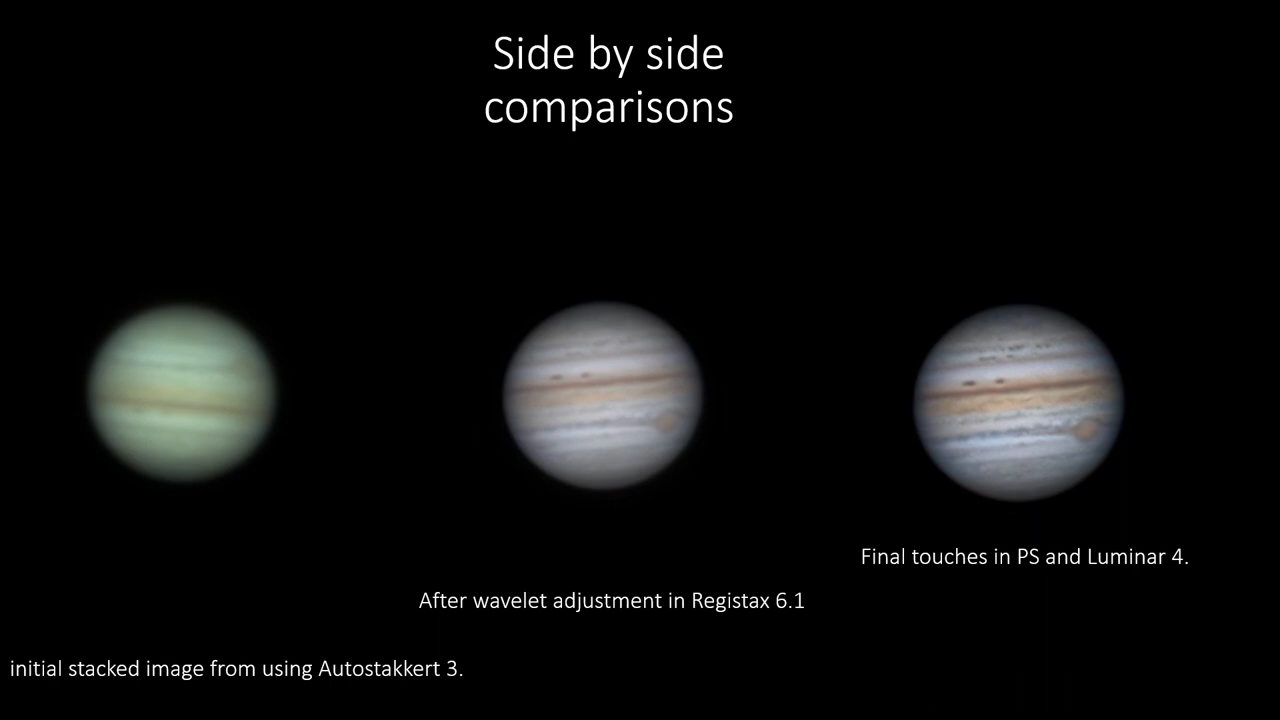 Side by side
comparisons
Final touches in PS and Luminar 4.
After wavelet adjustment in Registax 6.1
initial stacked image from using Autostakkert 3.